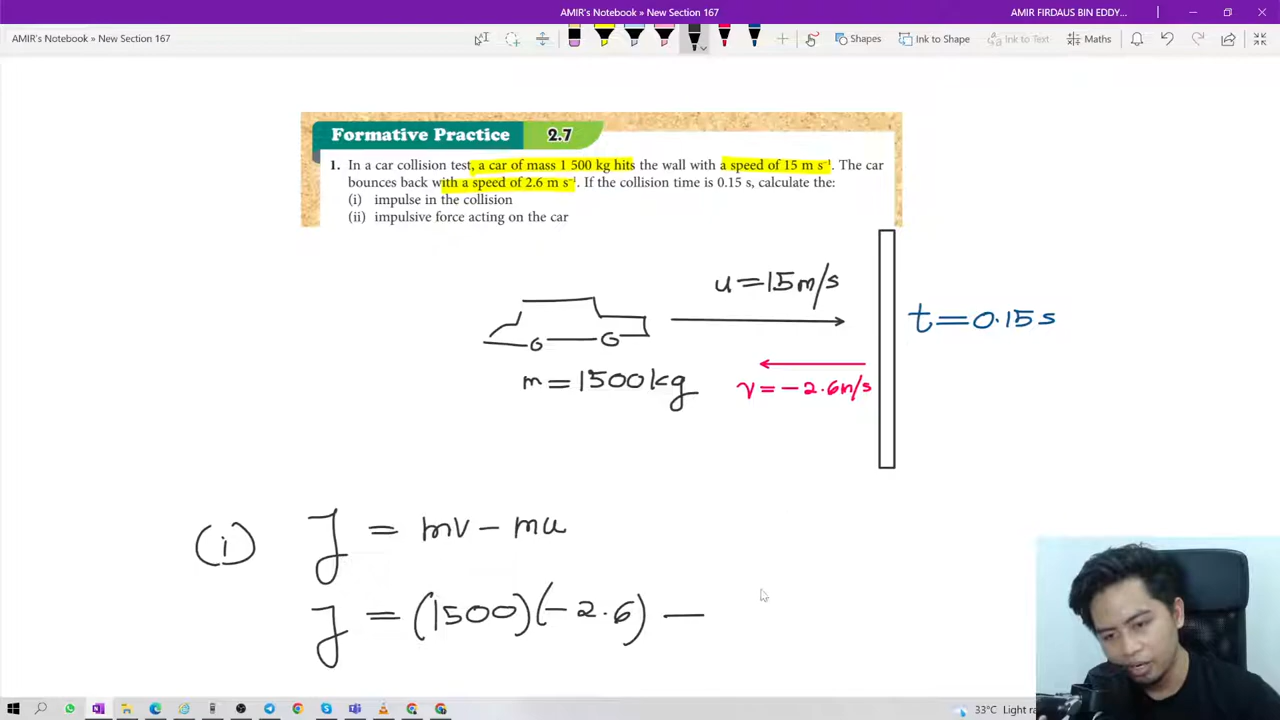 AMIR's Notebook » New Section 167
AMIR FIRDAUS BIN EDDY...
AMIR's Notebook » New Section 167
Shapes
Ink to Shape
Ink to Text
Maths
Formative Practice 2.7
1. In a car collision test, a car of mass 1 500 kg hits the wall with a speed of 15 m s⁻¹. The car
bounces back with a speed of 2.6 m s⁻¹. If the collision time is 0.15 s, calculate the:
(i) impulse in the collision
(ii) impulsive force acting on the car
u = 15 m/s
t = 0.15 s
m = 1500 kg
v = -2.6 m/s
(i) J = mv - mu
J = (1500)(-2.6) -
33°C Light ra